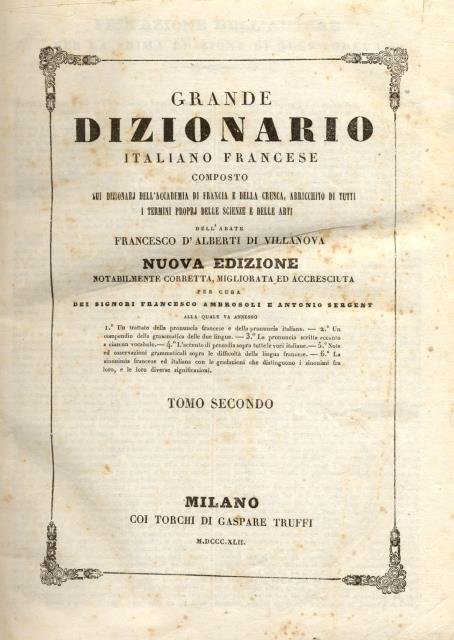 GRANDE
DIZIONARIO
ITALIANO FRANCESE
COMPOSTO
SUI DIZIONARJ DELL'ACCADEMIA DI FRANCIA E DELLA CRUSCA, ARRICCHITO DI TUTTI
I TERMINI PROPRJ DELLE SCIENZE E DELLE ARTI
DELL'ABATE
FRANCESCO D'ALBERTI DI VILLANOVA
NUOVA EDIZIONE
NOTABILMENTE CORRETTA, MIGLIORATA ED ACCRESCIUTA
PER CURA
DEI SIGNORI FRANCESCO AMBROSOLI E ANTONIO SERGENT
ALLA QUALE VA ANNESSO
1.° Un trattato della pronuncia francese e della pronuncia italiana. — 2.° Un
compendio della grammatica delle due lingue. — 3.° La pronuncia scritta accanto
a ciascun vocabolo. — 4.° L'accento di prosodia sopra tutte le voci italiane. — 5.° Note
ed osservazioni grammaticali sopra le difficoltà della lingua francese. — 6.° La
sinonimia francese ed italiana con le gradazioni che distinguono i sinonimi fra
loro, e le loro diverse significazioni.
TOMO SECONDO
MILANO
COI TORCHI DI GASPARE TRUFFI
M.DCCC.XLII.